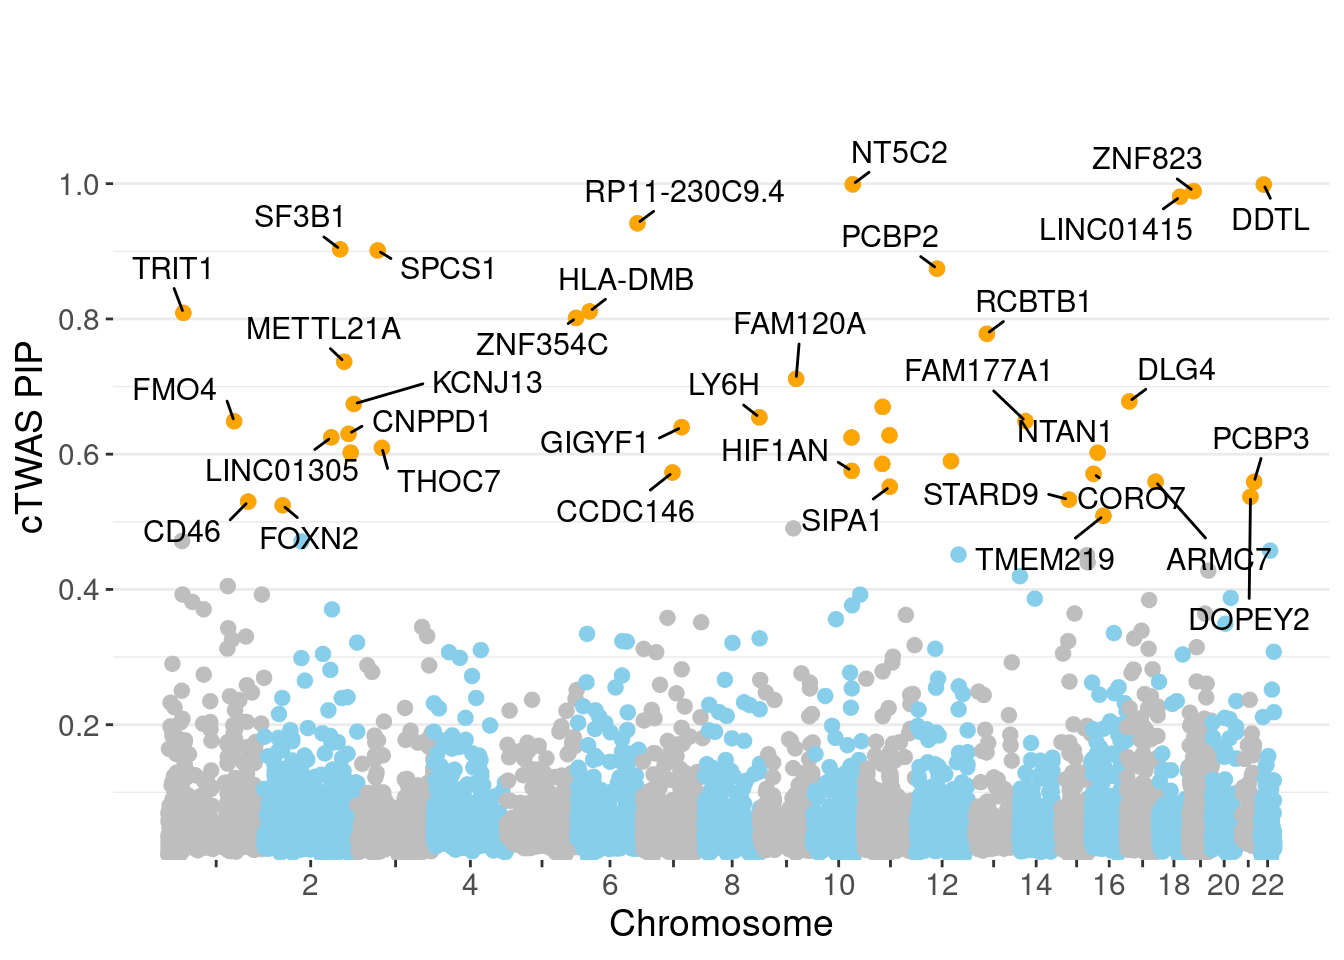 NT5C2
ZNF823
1.0
RP11-230C9.4
SF3B1
DDTL
LINC01415
PCBP2
TRIT1
SPCS1
HLA-DMB
RCBTB1
0.8
METTL21A
FAM120A
ZNF354C
FAM177A1
DLG4
FMO4
KCNJ13
LY6H
CNPPD1
NTAN1
PCBP3
GIGYF1
HIF1AN
0.6
LINC01305
THOC7
STARD9
CORO7
CCDC146
SIPA1
CD46
FOXN2
TMEM219
ARMC7
0.4
DOPEY2
0.2
cTWAS PIP
2 4 6 8 10 12 14 16 18 20 22
Chromosome